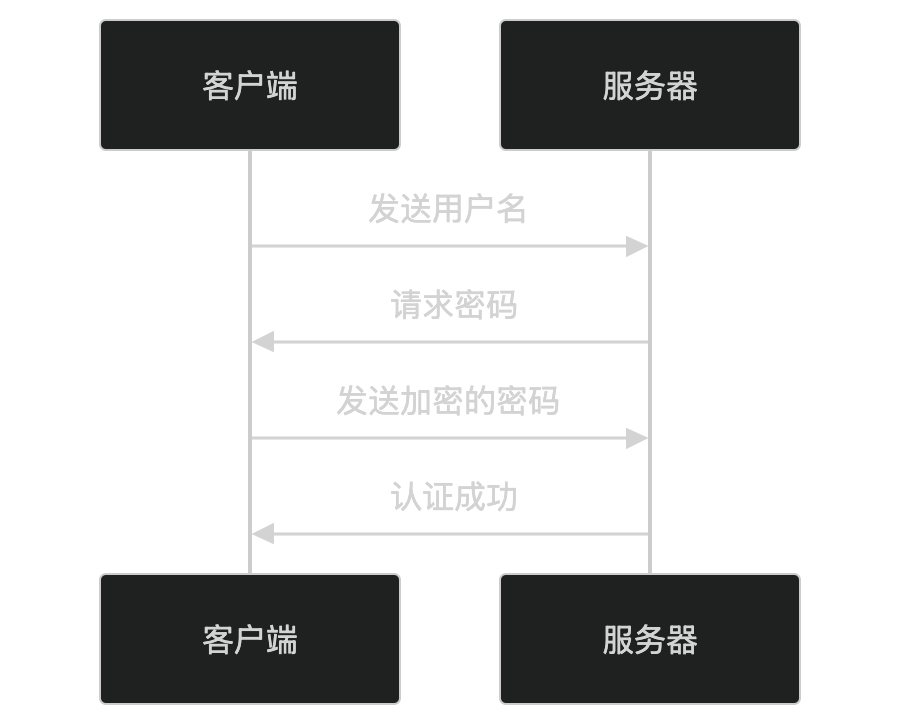 客户端
服务器
发送用户名
请求密码
发送加密的密码
认证成功
客户端
服务器